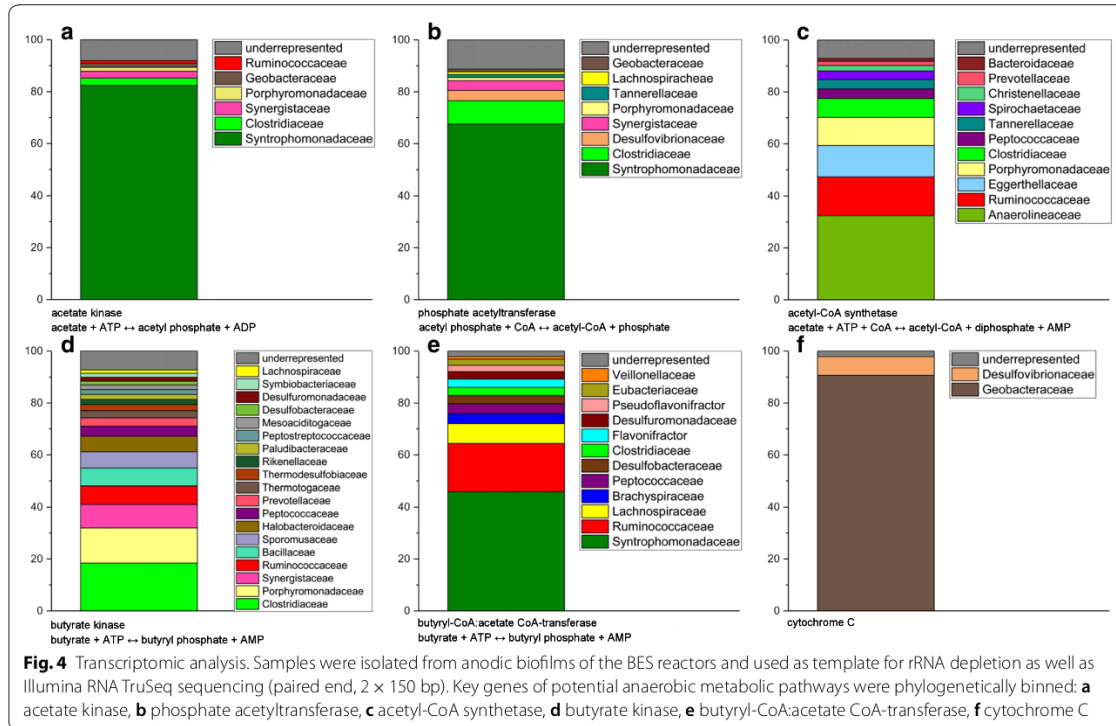 a
100
80
60
40
20
0
underrepresented
Ruminococcaceae
Geobacteraceae
Porphyromonadaceae
Synergistaceae
Clostridiaceae
Syntrophomonadaceae
acetate kinase
acetate + ATP ↔ acetyl phosphate + ADP
b
100
80
60
40
20
0
underrepresented
Lachnospiracheae
Tannerellaceae
Porphyromonadaceae
Synergistaceae
Desulfovibrionaceae
Clostridiaceae
Syntrophomonadaceae
phosphate acetyltransferase
acetyl phosphate + CoA ↔ acetyl-CoA + phosphate
c
100
80
60
40
20
0
underrepresented
Bacteroidaceae
Prevotellaceae
Christenellaceae
Spirochaetaceae
Tannerellaceae
Peptococcaceae
Clostridiaceae
Porphyromonadaceae
Eggerthellaceae
Ruminococcaceae
Anaerolineaceae
acetyl-CoA synthetase
acetate + ATP + CoA ↔ acetyl-CoA + diphosphate + AMP
d
100
80
60
40
20
0
underrepresented
Lachnospiraceae
Symbiobacteriaceae
Desulfuromonadaceae
Desulfobacteraceae
Mesoaciditogaceae
Peptostreptococcaceae
Paludibacteraceae
Rikenellaceae
Thermodesulfobiaceae
Thermotogaceae
Prevotellaceae
Peptococcaceae
Halobacteroidaceae
Sporomusaceae
Bacillaceae
Ruminococcaceae
Synergistaceae
Porphyromonadaceae
Clostridiaceae
butyrate kinase
butyrate + ATP ↔ butyryl phosphate + AMP
e
100
80
60
40
20
0
underrepresented
Veillonellaceae
Eubacteriaceae
Pseudoflavonifractor
Desulfuromonadaceae
Flavonifractor
Clostridiaceae
Desulfobacteraceae
Peptococcaceae
Brachyspiraceae
Lachnospiraceae
Ruminococcaceae
Syntrophomonadaceae
butyryl-CoA:acetate CoA-transferase
butyrate + ATP ↔ butyryl phosphate + AMP
f
100
80
60
40
20
0
underrepresented
Desulfovibrionaceae
Geobacteraceae
cytochrome C
Fig. 4 Transcriptomic analysis. Samples were isolated from anodic biofilms of the BES reactors and used as template for rRNA depletion as well as
Illumina RNA TruSeq sequencing (paired end, 2 × 150 bp). Key genes of potential anaerobic metabolic pathways were phylogenetically binned: a
acetate kinase, b phosphate acetyltransferase, c acetyl-CoA synthetase, d butyrate kinase, e butyryl-CoA:acetate CoA-transferase, f cytochrome C